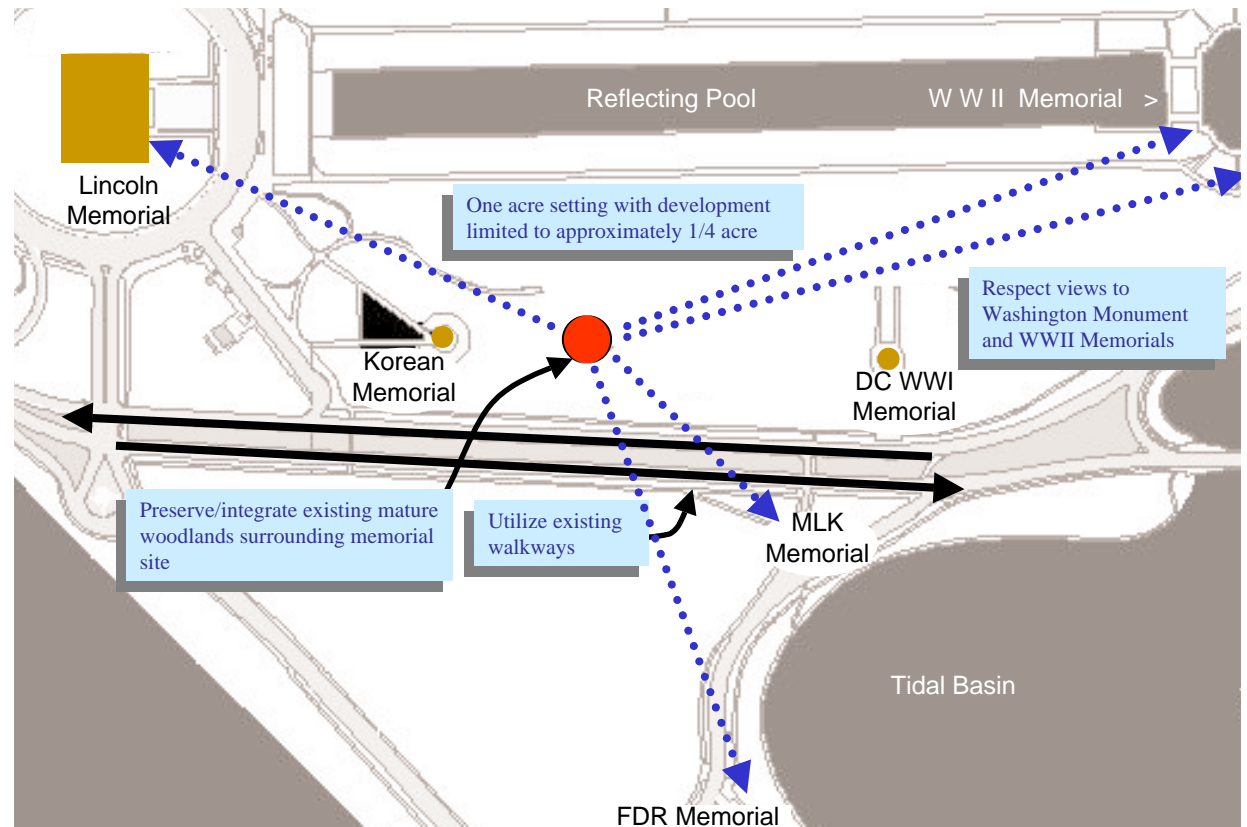 Reflecting Pool
W W II Memorial >
Lincoln
Memorial
One acre setting with development
limited to approximately 1/4 acre
Respect views to
Washington Monument
and WWII Memorials
Korean
Memorial
DC WWI
Memorial
Preserve/integrate existing mature
woodlands surrounding memorial
site
Utilize existing
walkways
MLK
Memorial
Tidal Basin
FDR Memorial